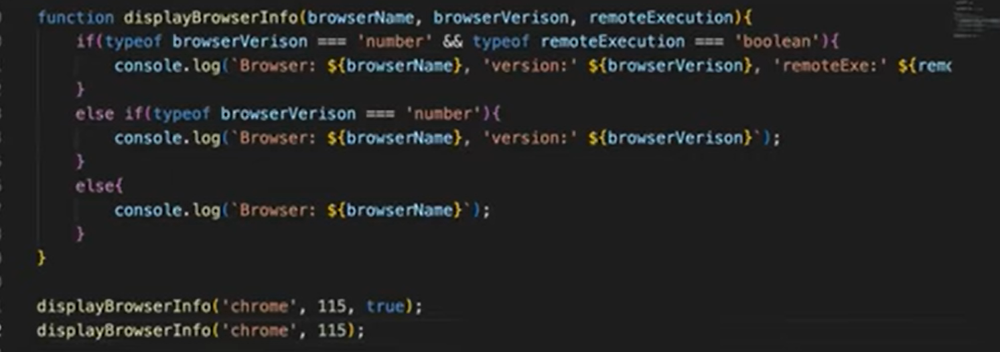 function displayBrowserInfo(browserName, browserVerison, remoteExecution){
if(typeof browserVerison === 'number' && typeof remoteExecution === 'boolean'){
console.log(`Browser: ${browserName}, 'version:' ${browserVerison}, 'remoteExe:' ${remo
}
else if(typeof browserVerison === 'number'){
console.log(`Browser: ${browserName}, 'version:' ${browserVerison}`);
}
else{
console.log(`Browser: ${browserName}`);
}
}
displayBrowserInfo('chrome', 115, true);
displayBrowserInfo('chrome', 115);